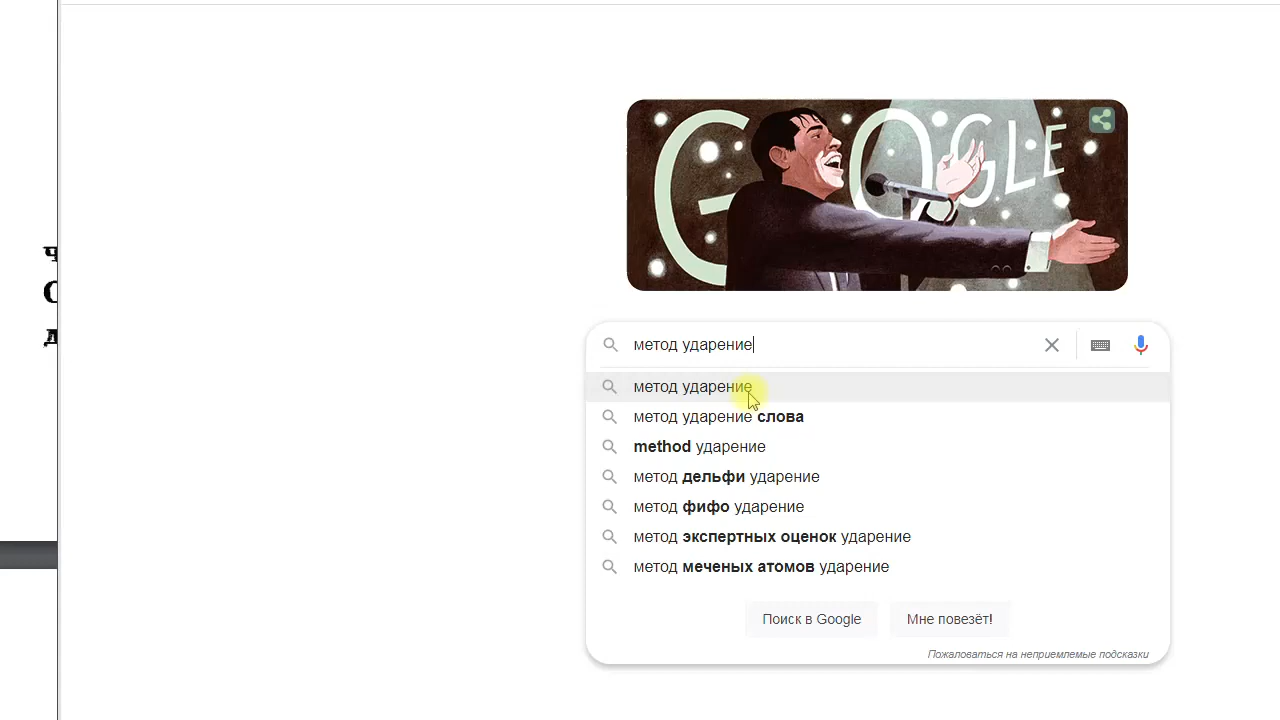 GOOGLE
ч
С
д
метод ударение
метод ударение
метод ударение слова
method ударение
метод дельфи ударение
метод фифо ударение
метод экспертных оценок ударение
метод меченых атомов ударение
Поиск в Google
Мне повезёт!
Пожаловаться на неприемлемые подсказки